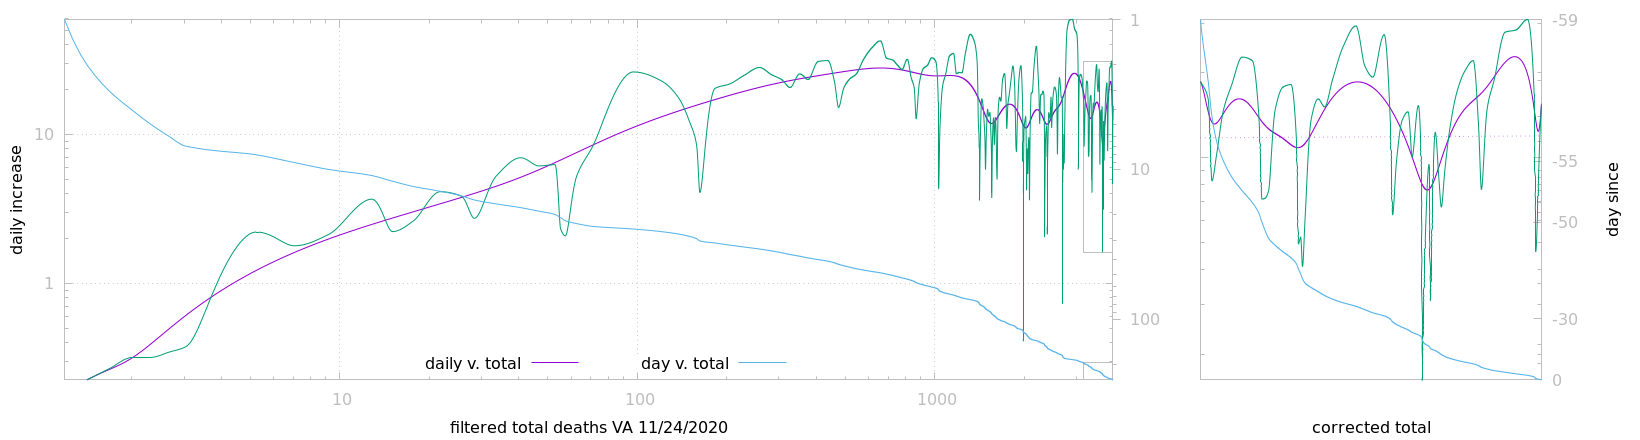 daily increase
10
1
daily v. total
day v. total
10
100
1000
filtered total deaths VA 11/24/2020
1
10
100
-59
-55
-50
-30
0
day since
corrected total